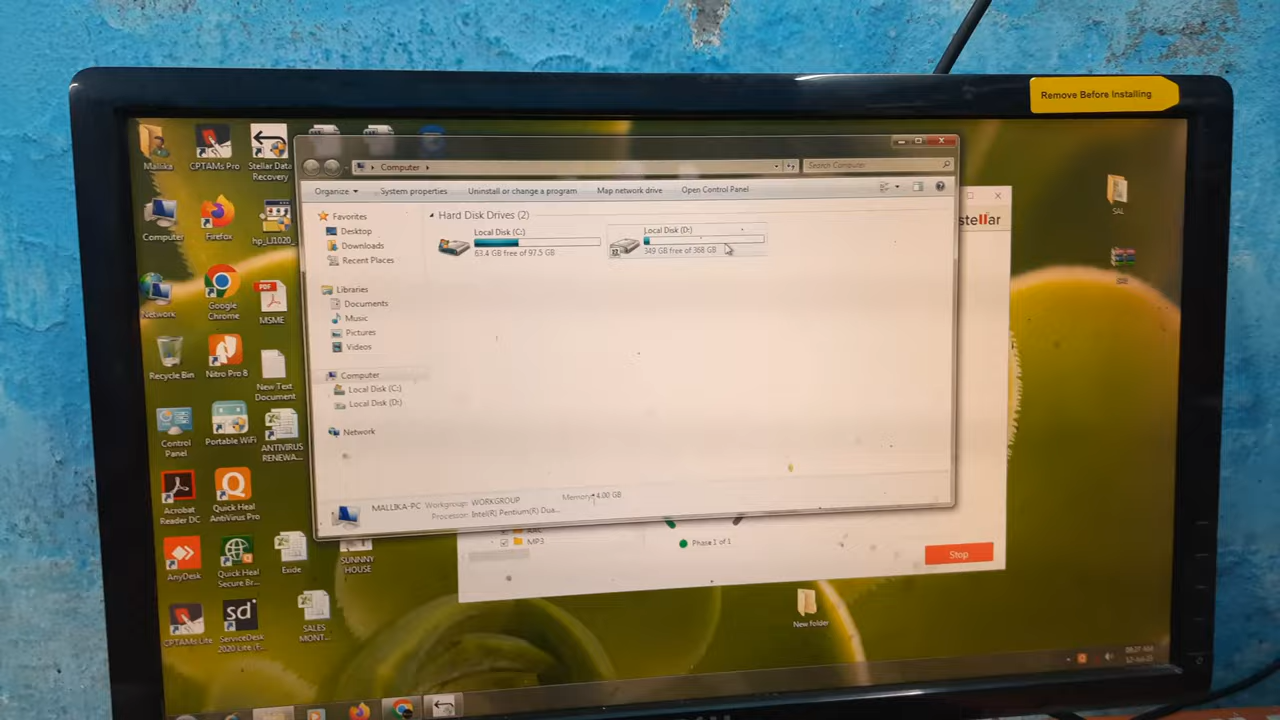 Remove Before Installing
Mallika
CPTAMs Pro
Stellar Data
Recovery
Computer
Firefox
hp_LJ1020_
Network
Google
Chrome
MSME
Recycle Bin
Nitro Pro 8
New Text
Document
Control
Panel
Portable WiFi
ANTIVIRUS
RENEWA...
Acrobat
Reader DC
Quick Heal
AntiVirus Pro
AnyDesk
Quick Heal
Secure Br...
Exide
SUNNNY
HOUSE
CPTAMs Lite
ServiceDesk
2020 Lite (F...
SALES
MONT...
Computer
Search Computer
Organize
System properties
Uninstall or change a program
Map network drive
Open Control Panel
Favorites
Desktop
Downloads
Recent Places
Libraries
Documents
Music
Pictures
Videos
Computer
Local Disk (C:)
Local Disk (D:)
Network
Hard Disk Drives (2)
Local Disk (C:)
63.4 GB free of 97.5 GB
Local Disk (D:)
349 GB free of 368 GB
MALLIKA-PC Workgroup: WORKGROUP Memory: 4.00 GB
Processor: Intel(R) Pentium(R) Dua...
stellar
MP3
Phase 1 of 1
Stop
SAL
New folder